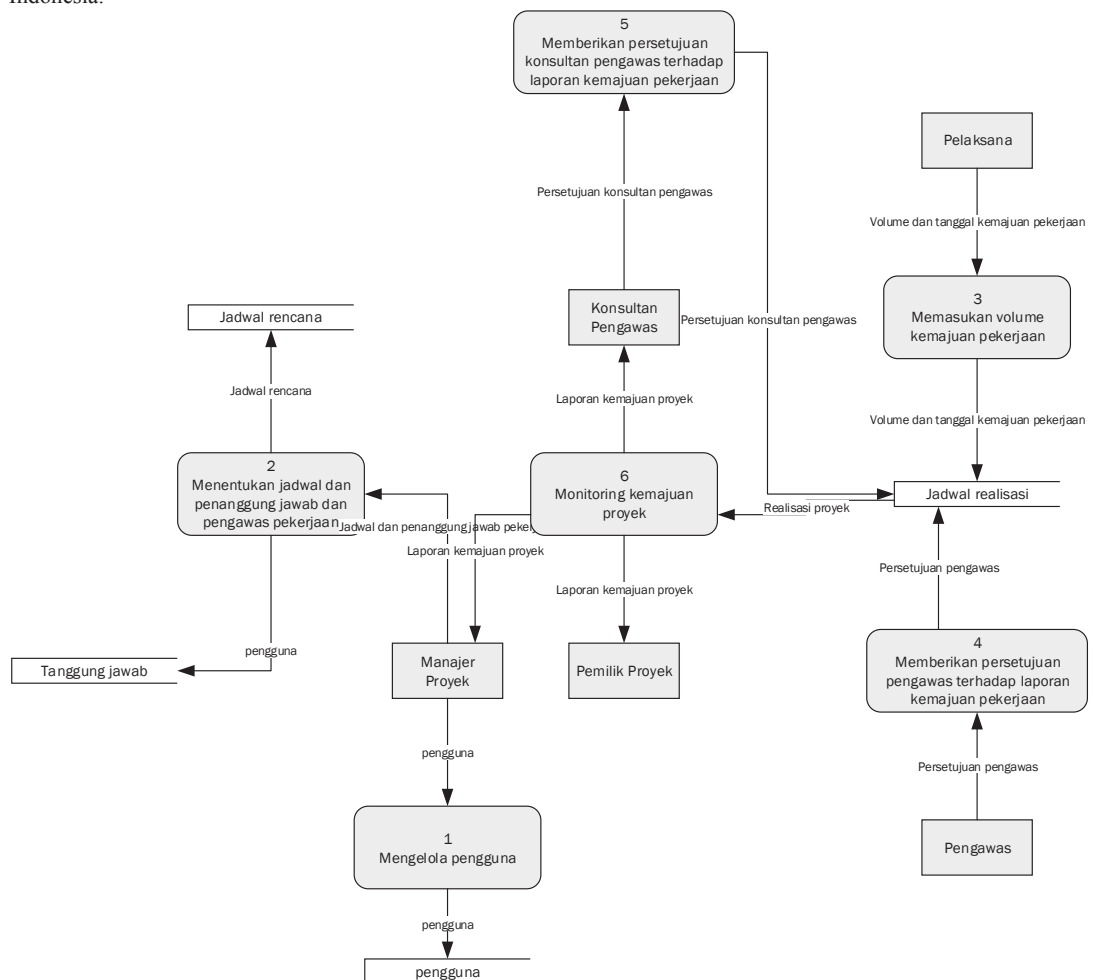 Indonesia.
5
Memberikan persetujuan
konsultan pengawas terhadap
laporan kemajuan pekerjaan
Pelaksana
Persetujuan konsultan pengawas
Volume dan tanggal kemajuan pekerjaan
3
Memasukan volume
kemajuan pekerjaan
Konsultan
Pengawas
Persetujuan konsultan pengawas
Jadwal rencana
Jadwal rencana
Laporan kemajuan proyek
Volume dan tanggal kemajuan pekerjaan
2
Menentukan jadwal dan
penanggung jawab dan
pengawas pekerjaan
6
Monitoring kemajuan
proyek
Jadwal realisasi
Realisasi proyek
Jadwal dan penanggung jawab
Laporan kemajuan proyek
Laporan kemajuan proyek
Persetujuan pengawas
4
Memberikan persetujuan
pengawas terhadap laporan
kemajuan pekerjaan
pengguna
Tanggung jawab
Manajer
Proyek
Pemilik Proyek
pengguna
Persetujuan pengawas
1
Mengelola pengguna
Pengawas
pengguna
pengguna